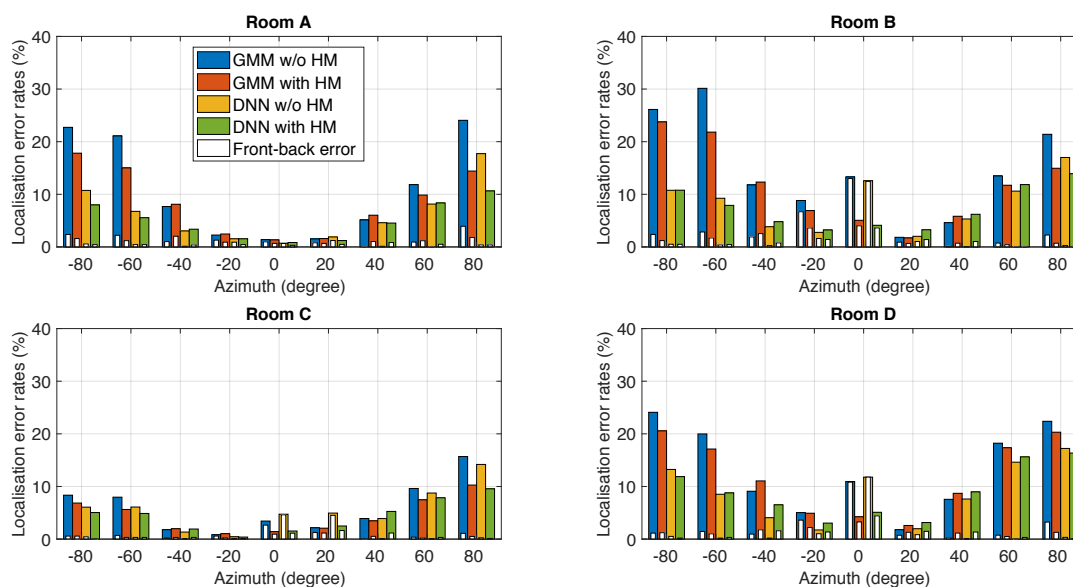 Room A
Localisation error rates (%)
40
30
20
10
0
GMM w/o HM
GMM with HM
DNN w/o HM
DNN with HM
Front-back error
-80 -60 -40 -20 0 20 40 60 80
Azimuth (degree)
Room B
Localisation error rates (%)
40
30
20
10
0
-80 -60 -40 -20 0 20 40 60 80
Azimuth (degree)
Room C
Localisation error rates (%)
40
30
20
10
0
-80 -60 -40 -20 0 20 40 60 80
Azimuth (degree)
Room D
Localisation error rates (%)
40
30
20
10
0
-80 -60 -40 -20 0 20 40 60 80
Azimuth (degree)